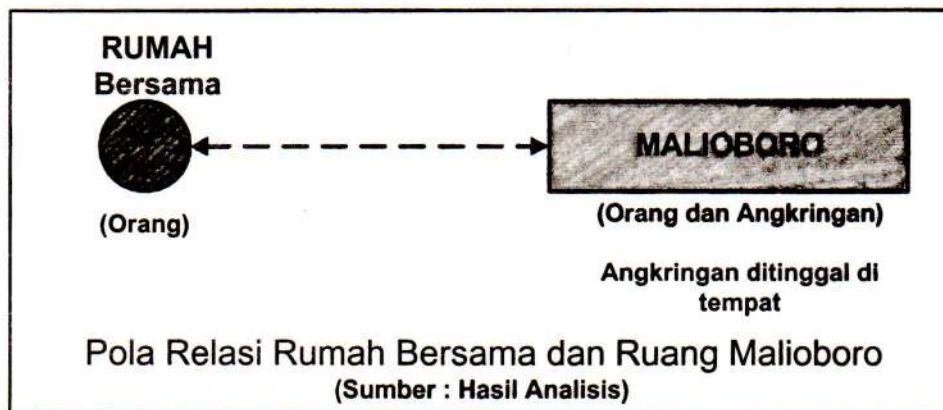 RUMAH
Bersama
MALIOBORO
(Orang)
(Orang dan Angkringan)
Angkringan ditinggal di
tempat
Pola Relasi Rumah Bersama dan Ruang Malioboro
(Sumber : Hasil Analisis)